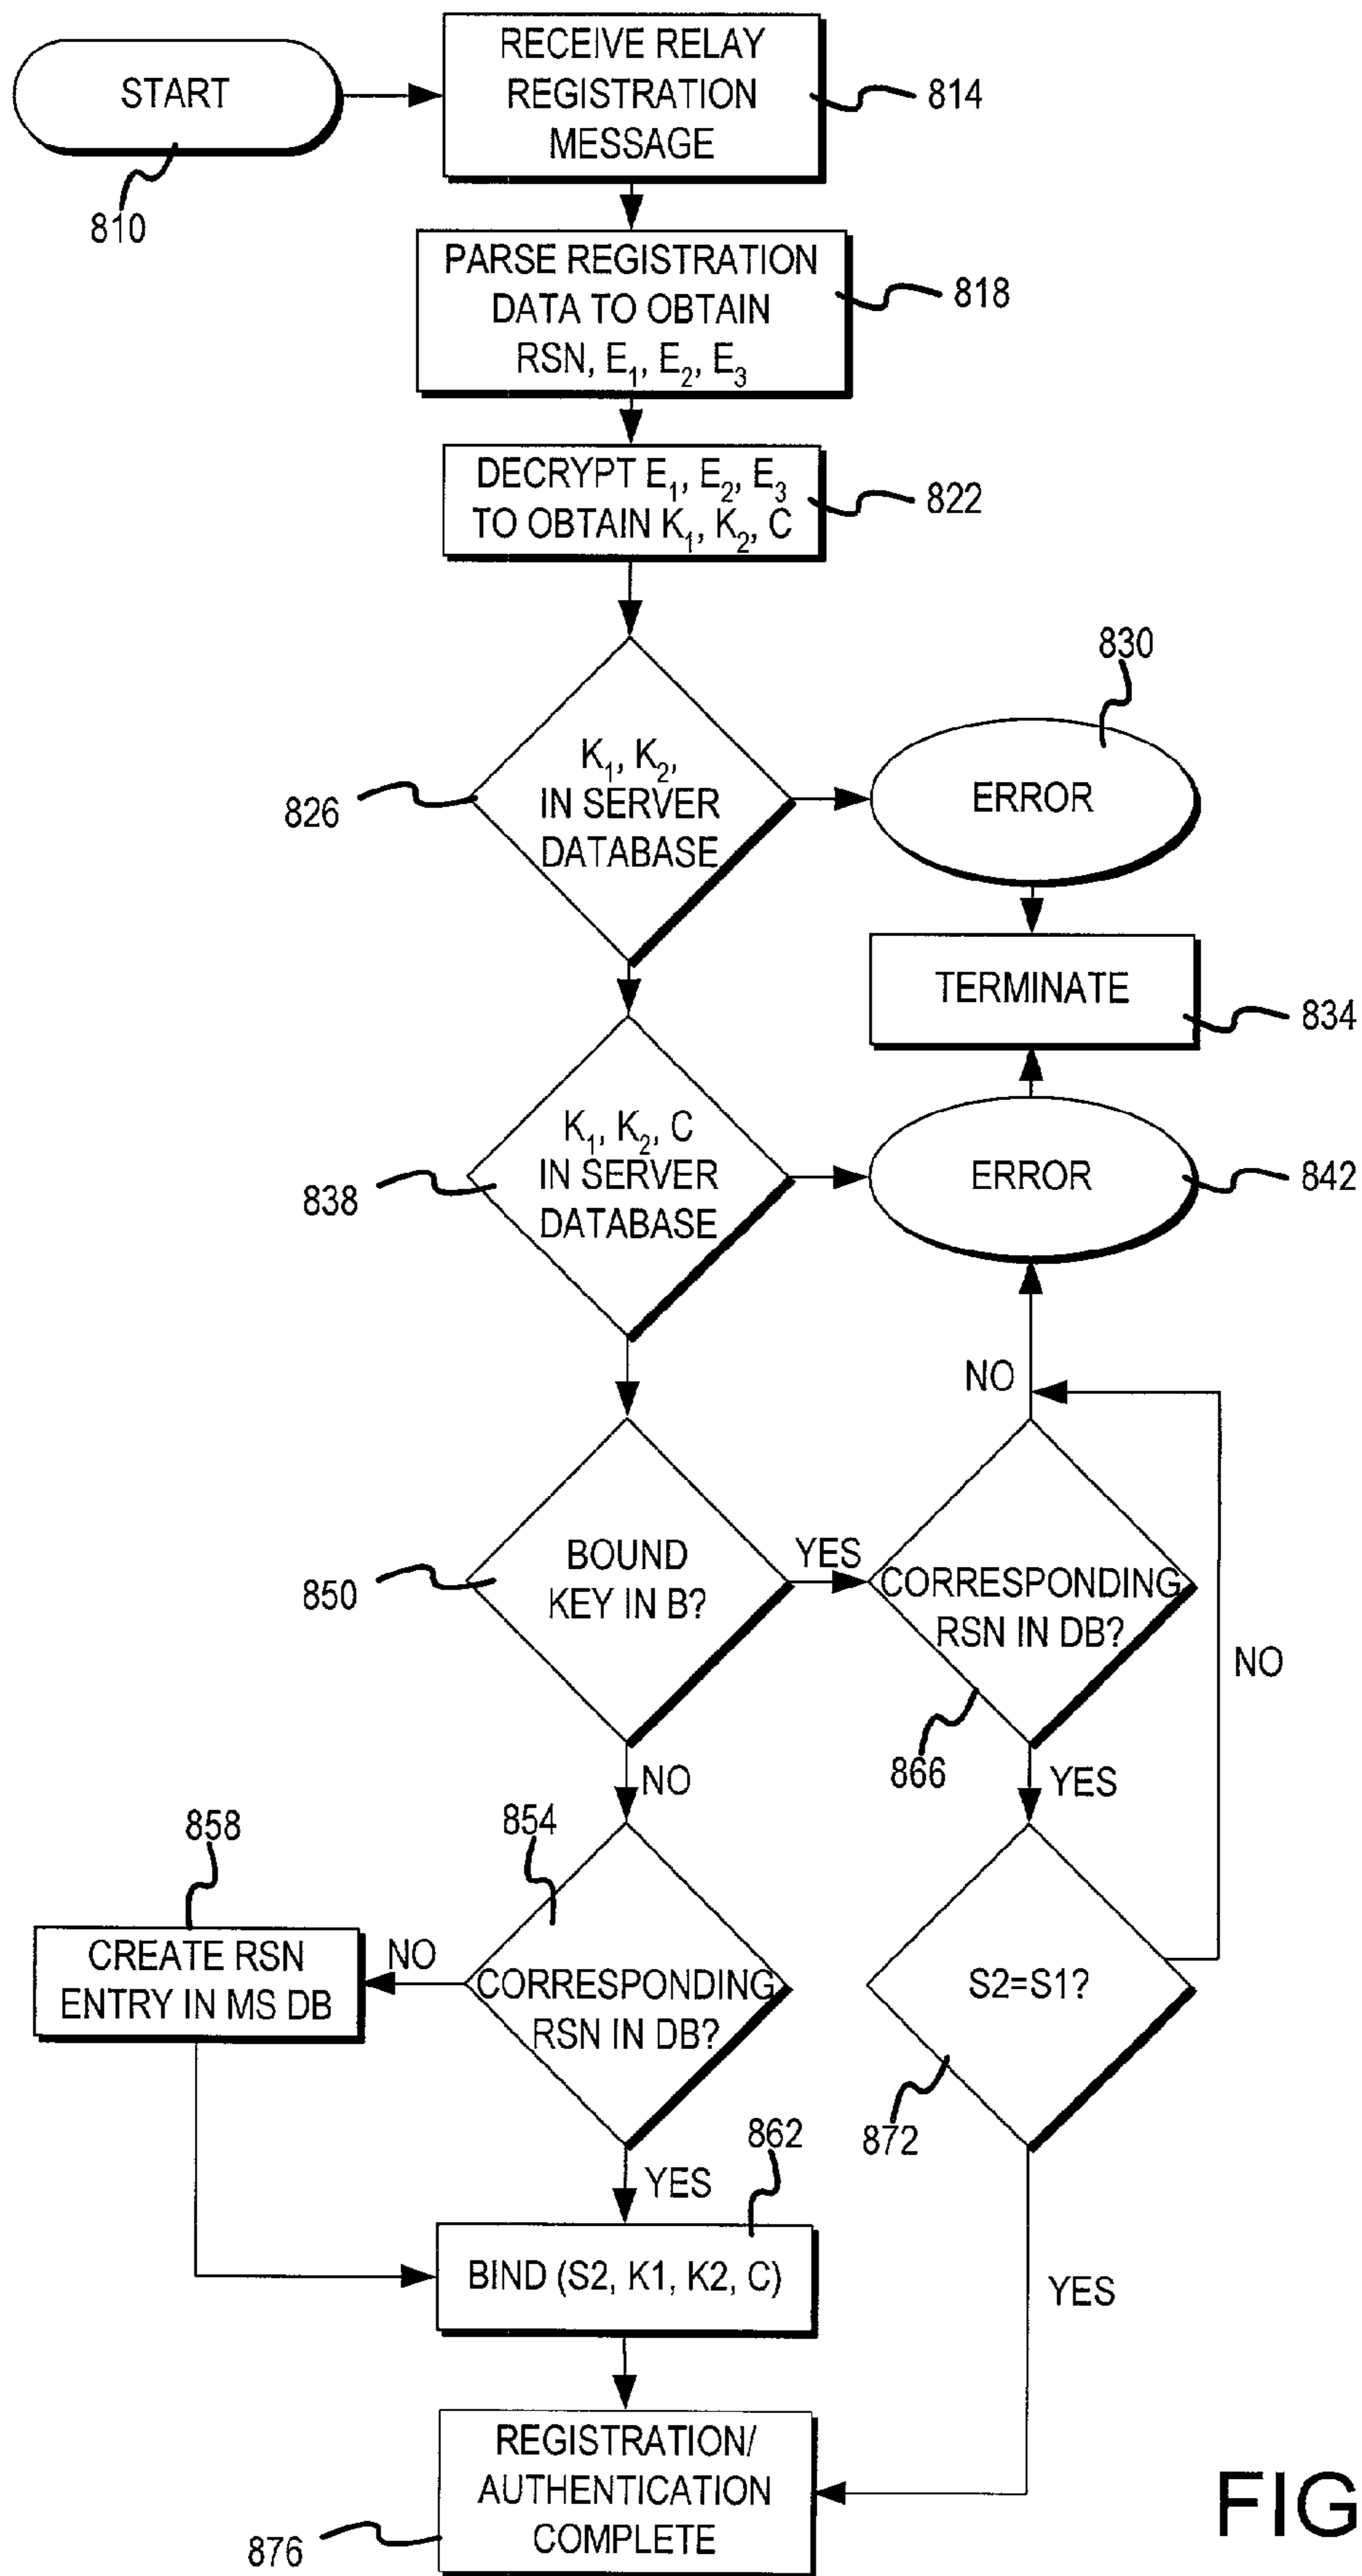 START
RECEIVE RELAY
REGISTRATION
MESSAGE
814
810
PARSE REGISTRATION
DATA TO OBTAIN
RSN, E₁, E₂, E₃
818
DECRYPT E₁, E₂, E₃
TO OBTAIN K₁, K₂, C
822
830
K₁, K₂,
IN SERVER
DATABASE
826
ERROR
TERMINATE
834
K₁, K₂, C
IN SERVER
DATABASE
838
ERROR
842
NO
BOUND
KEY IN B?
850
YES
CORRESPONDING
RSN IN DB?
NO
866
YES
NO
858
854
CREATE RSN
ENTRY IN MS DB
NO
CORRESPONDING
RSN IN DB?
S2=S1?
872
862
YES
BIND (S2, K1, K2, C)
YES
REGISTRATION/
AUTHENTICATION
COMPLETE
876
FIG